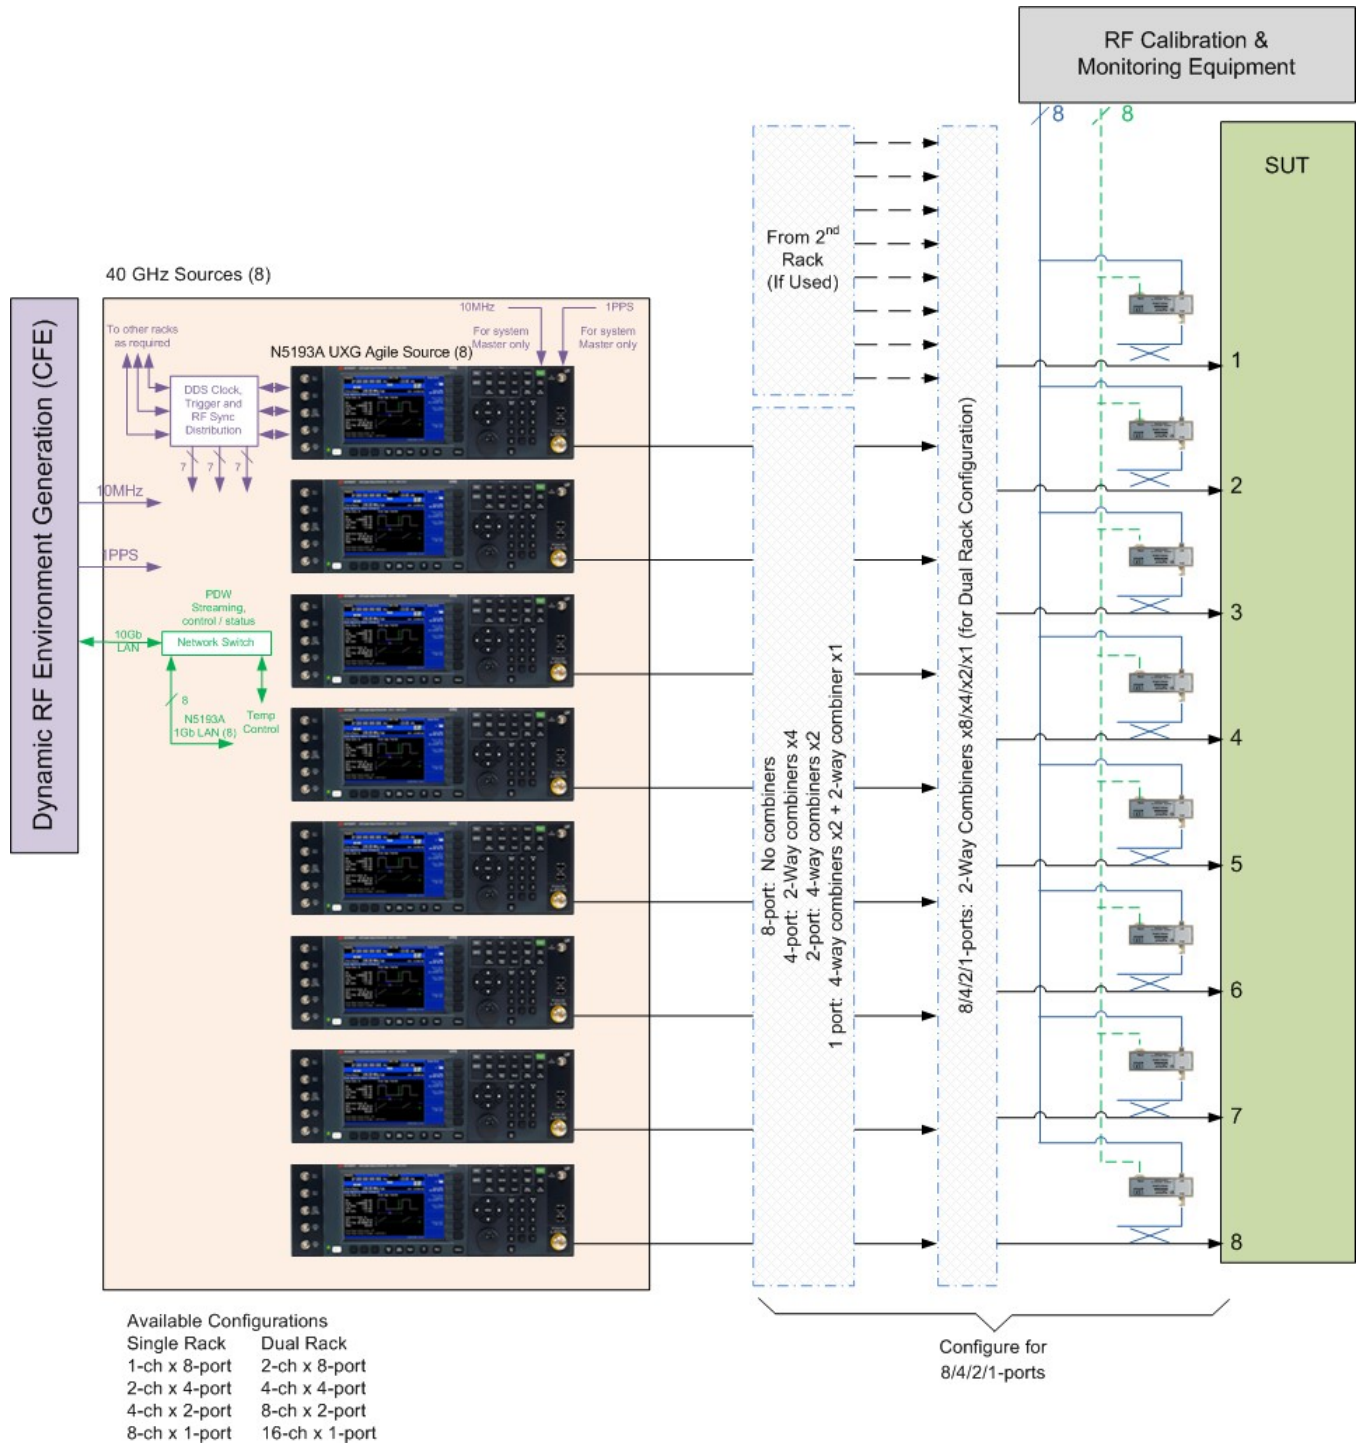 RF Calibration &
Monitoring Equipment
8
8
SUT
From 2nd
Rack
(If Used)
40 GHz Sources (8)
Dynamic RF Environment Generation (CFE)
To other racks
as required
10MHz
1PPS
For system
Master only
For system
Master only
N5193A UXG Agile Source (8)
DDS Clock,
Trigger and
RF Sync
Distribution
7
7
7
10MHz
1PPS
PDW
Streaming,
control / status
10Gb
LAN
Network Switch
8
N5193A
1Gb LAN (8)
Temp
Control
8-port: No combiners
4-port: 2-Way combiners x4
2-port: 4-way combiners x2
1 port: 4-way combiners x2 + 2-way combiner x1
8/4/2/1-ports: 2-Way Combiners x8/x4/x2/x1 (for Dual Rack Configuration)
1
2
3
4
5
6
7
8
Configure for
8/4/2/1-ports
Available Configurations
Single Rack Dual Rack
1-ch x 8-port 2-ch x 8-port
2-ch x 4-port 4-ch x 4-port
4-ch x 2-port 8-ch x 2-port
8-ch x 1-port 16-ch x 1-port